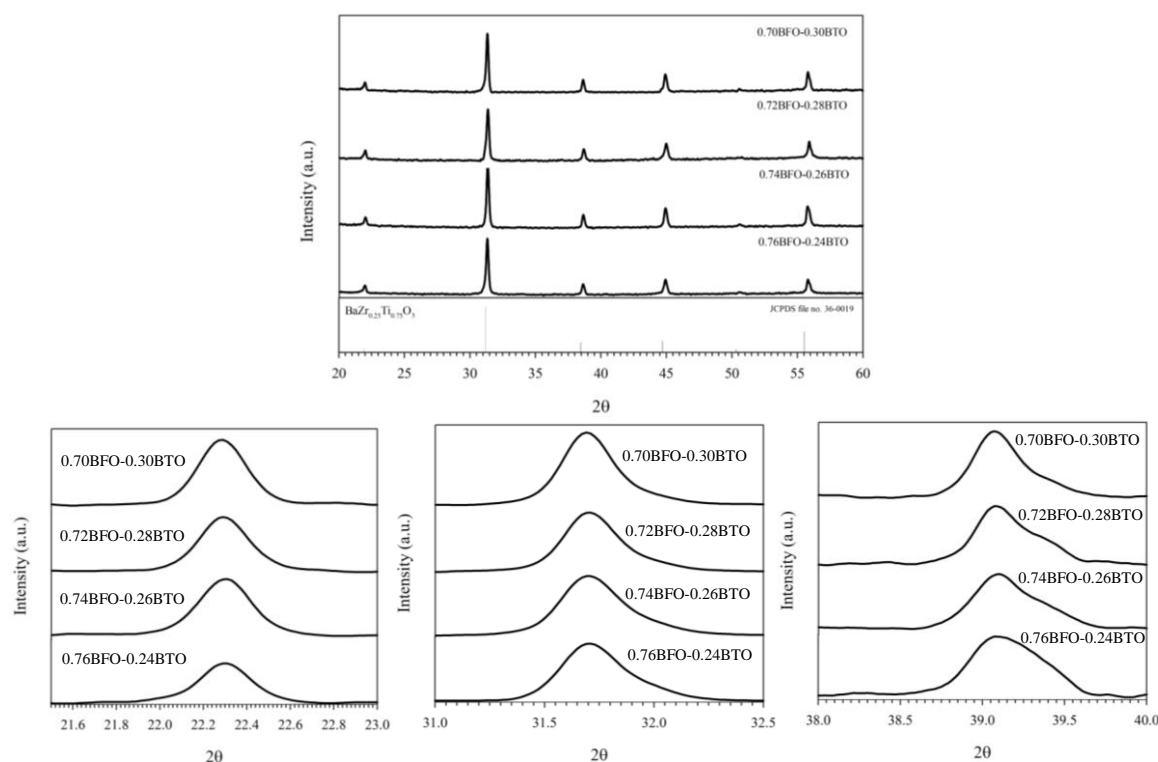 0.70BFO-0.30BTO
0.72BFO-0.28BTO
0.74BFO-0.26BTO
0.76BFO-0.24BTO
Intensity (a.u.)
BaZr0.25Ti0.75O3
JCPDS file no. 36-0019
20 25 30 35 40 45 50 55 60
2θ
0.70BFO-0.30BTO
0.72BFO-0.28BTO
0.74BFO-0.26BTO
0.76BFO-0.24BTO
Intensity (a.u.)
21.6 22.0 22.2 22.4 22.6 22.8 23.0
2θ
0.70BFO-0.30BTO
0.72BFO-0.28BTO
0.74BFO-0.26BTO
0.76BFO-0.24BTO
Intensity (a.u.)
31.0 31.5 32.0 32.5
2θ
0.70BFO-0.30BTO
0.72BFO-0.28BTO
0.74BFO-0.26BTO
0.76BFO-0.24BTO
Intensity (a.u.)
38.0 38.5 39.0 39.5 40.0
2θ